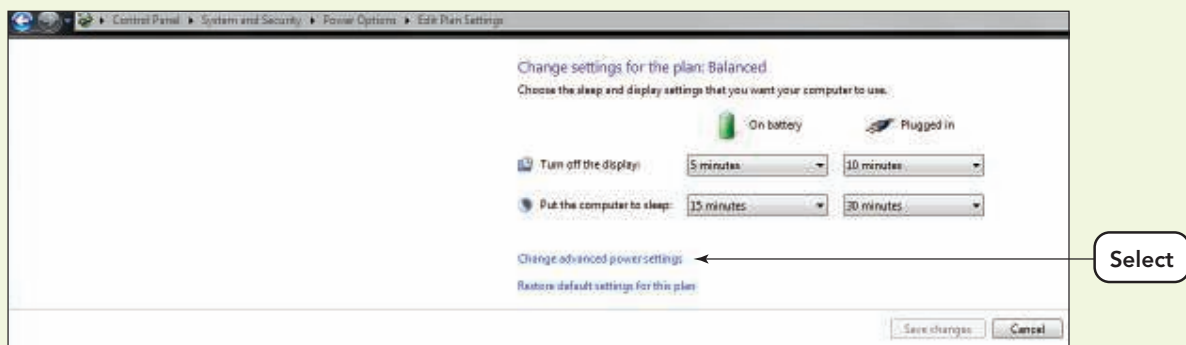 Control Panel ▸ System and Security ▸ Power Options ▸ Edit Plan Settings
Change settings for the plan: Balanced
Choose the sleep and display settings that you want your computer to use.
On battery Plugged in
Turn off the display: 5 minutes 10 minutes
Put the computer to sleep: 15 minutes 30 minutes
Change advanced power settings
Select
Restore default settings for this plan
Save changes Cancel